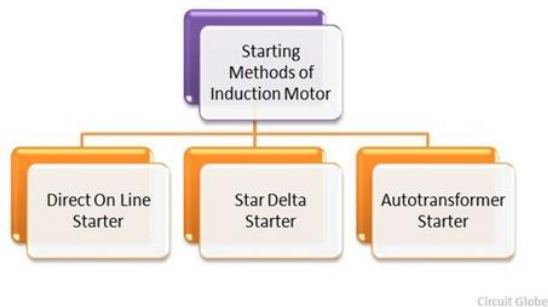 Starting
Methods of
Induction Motor
Direct On Line
Starter
Star Delta
Starter
Autotransformer
Starter
Circuit Globe